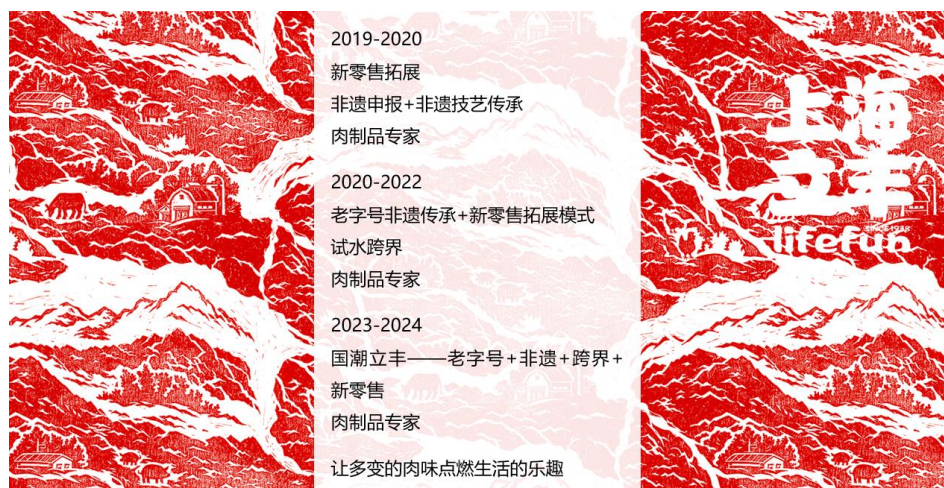 2019-2020
新零售拓展
非遗申报+非遗技艺传承
肉制品专家
2020-2022
老字号非遗传承+新零售拓展模式
试水跨界
肉制品专家
2023-2024
国潮立丰——老字号+非遗+跨界+
新零售
肉制品专家
让多变的肉味点燃生活的乐趣
上海
立丰
SINCE 1938
lifefun